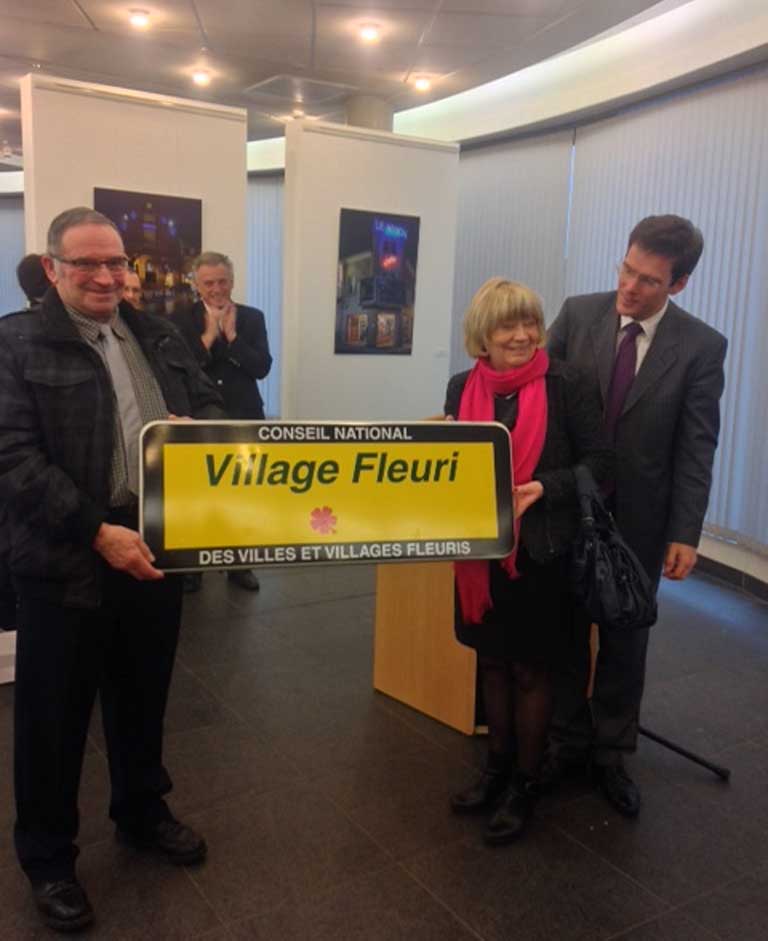 CONSEIL NATIONAL
Village Fleuri
DES VILLES ET VILLAGES FLEURIS